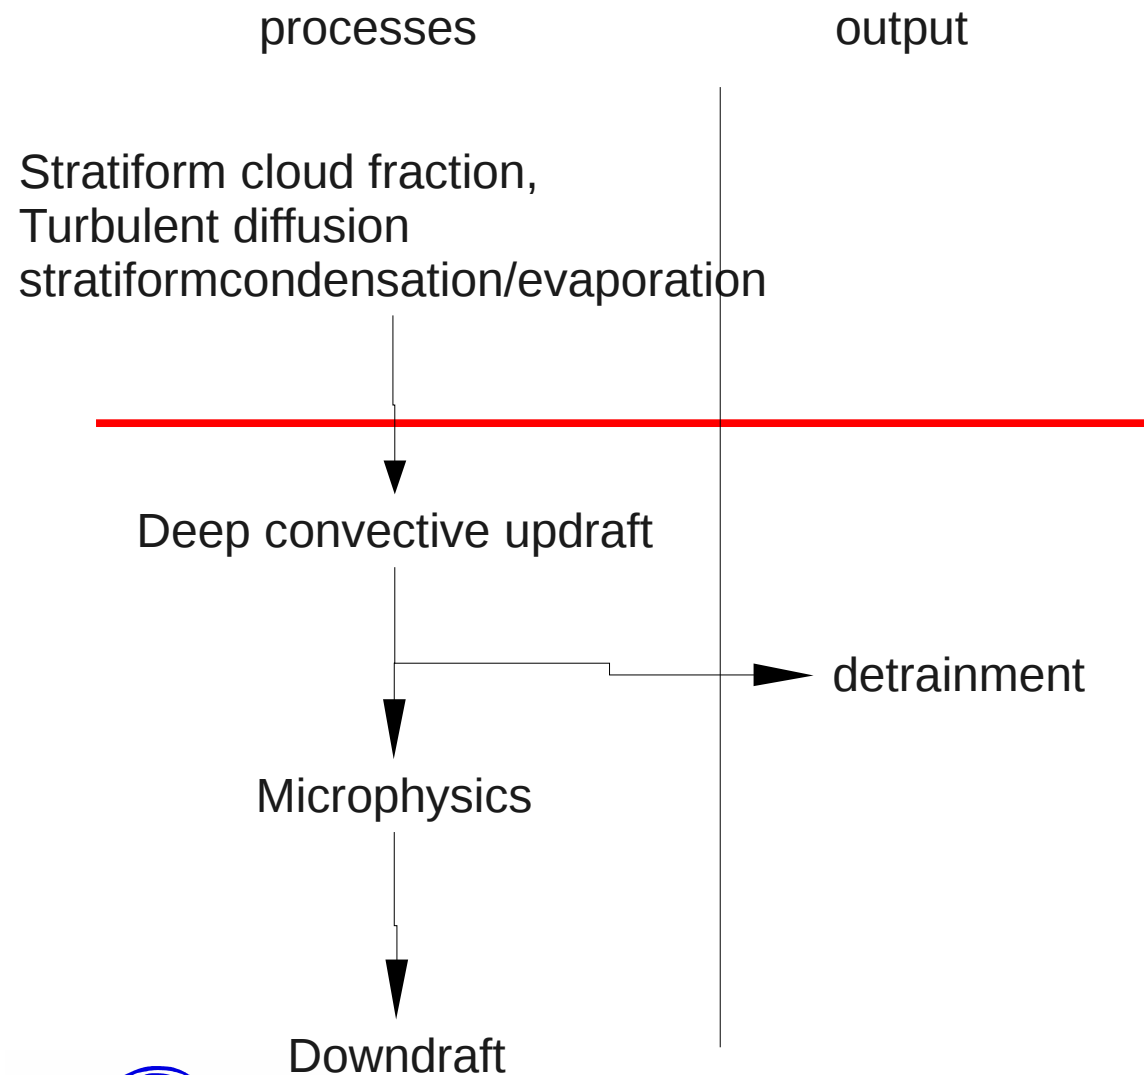 processes
output
Stratiform cloud fraction,
Turbulent diffusion
stratiformcondensation/evaporation
Deep convective updraft
detrainment
Microphysics
Downdraft